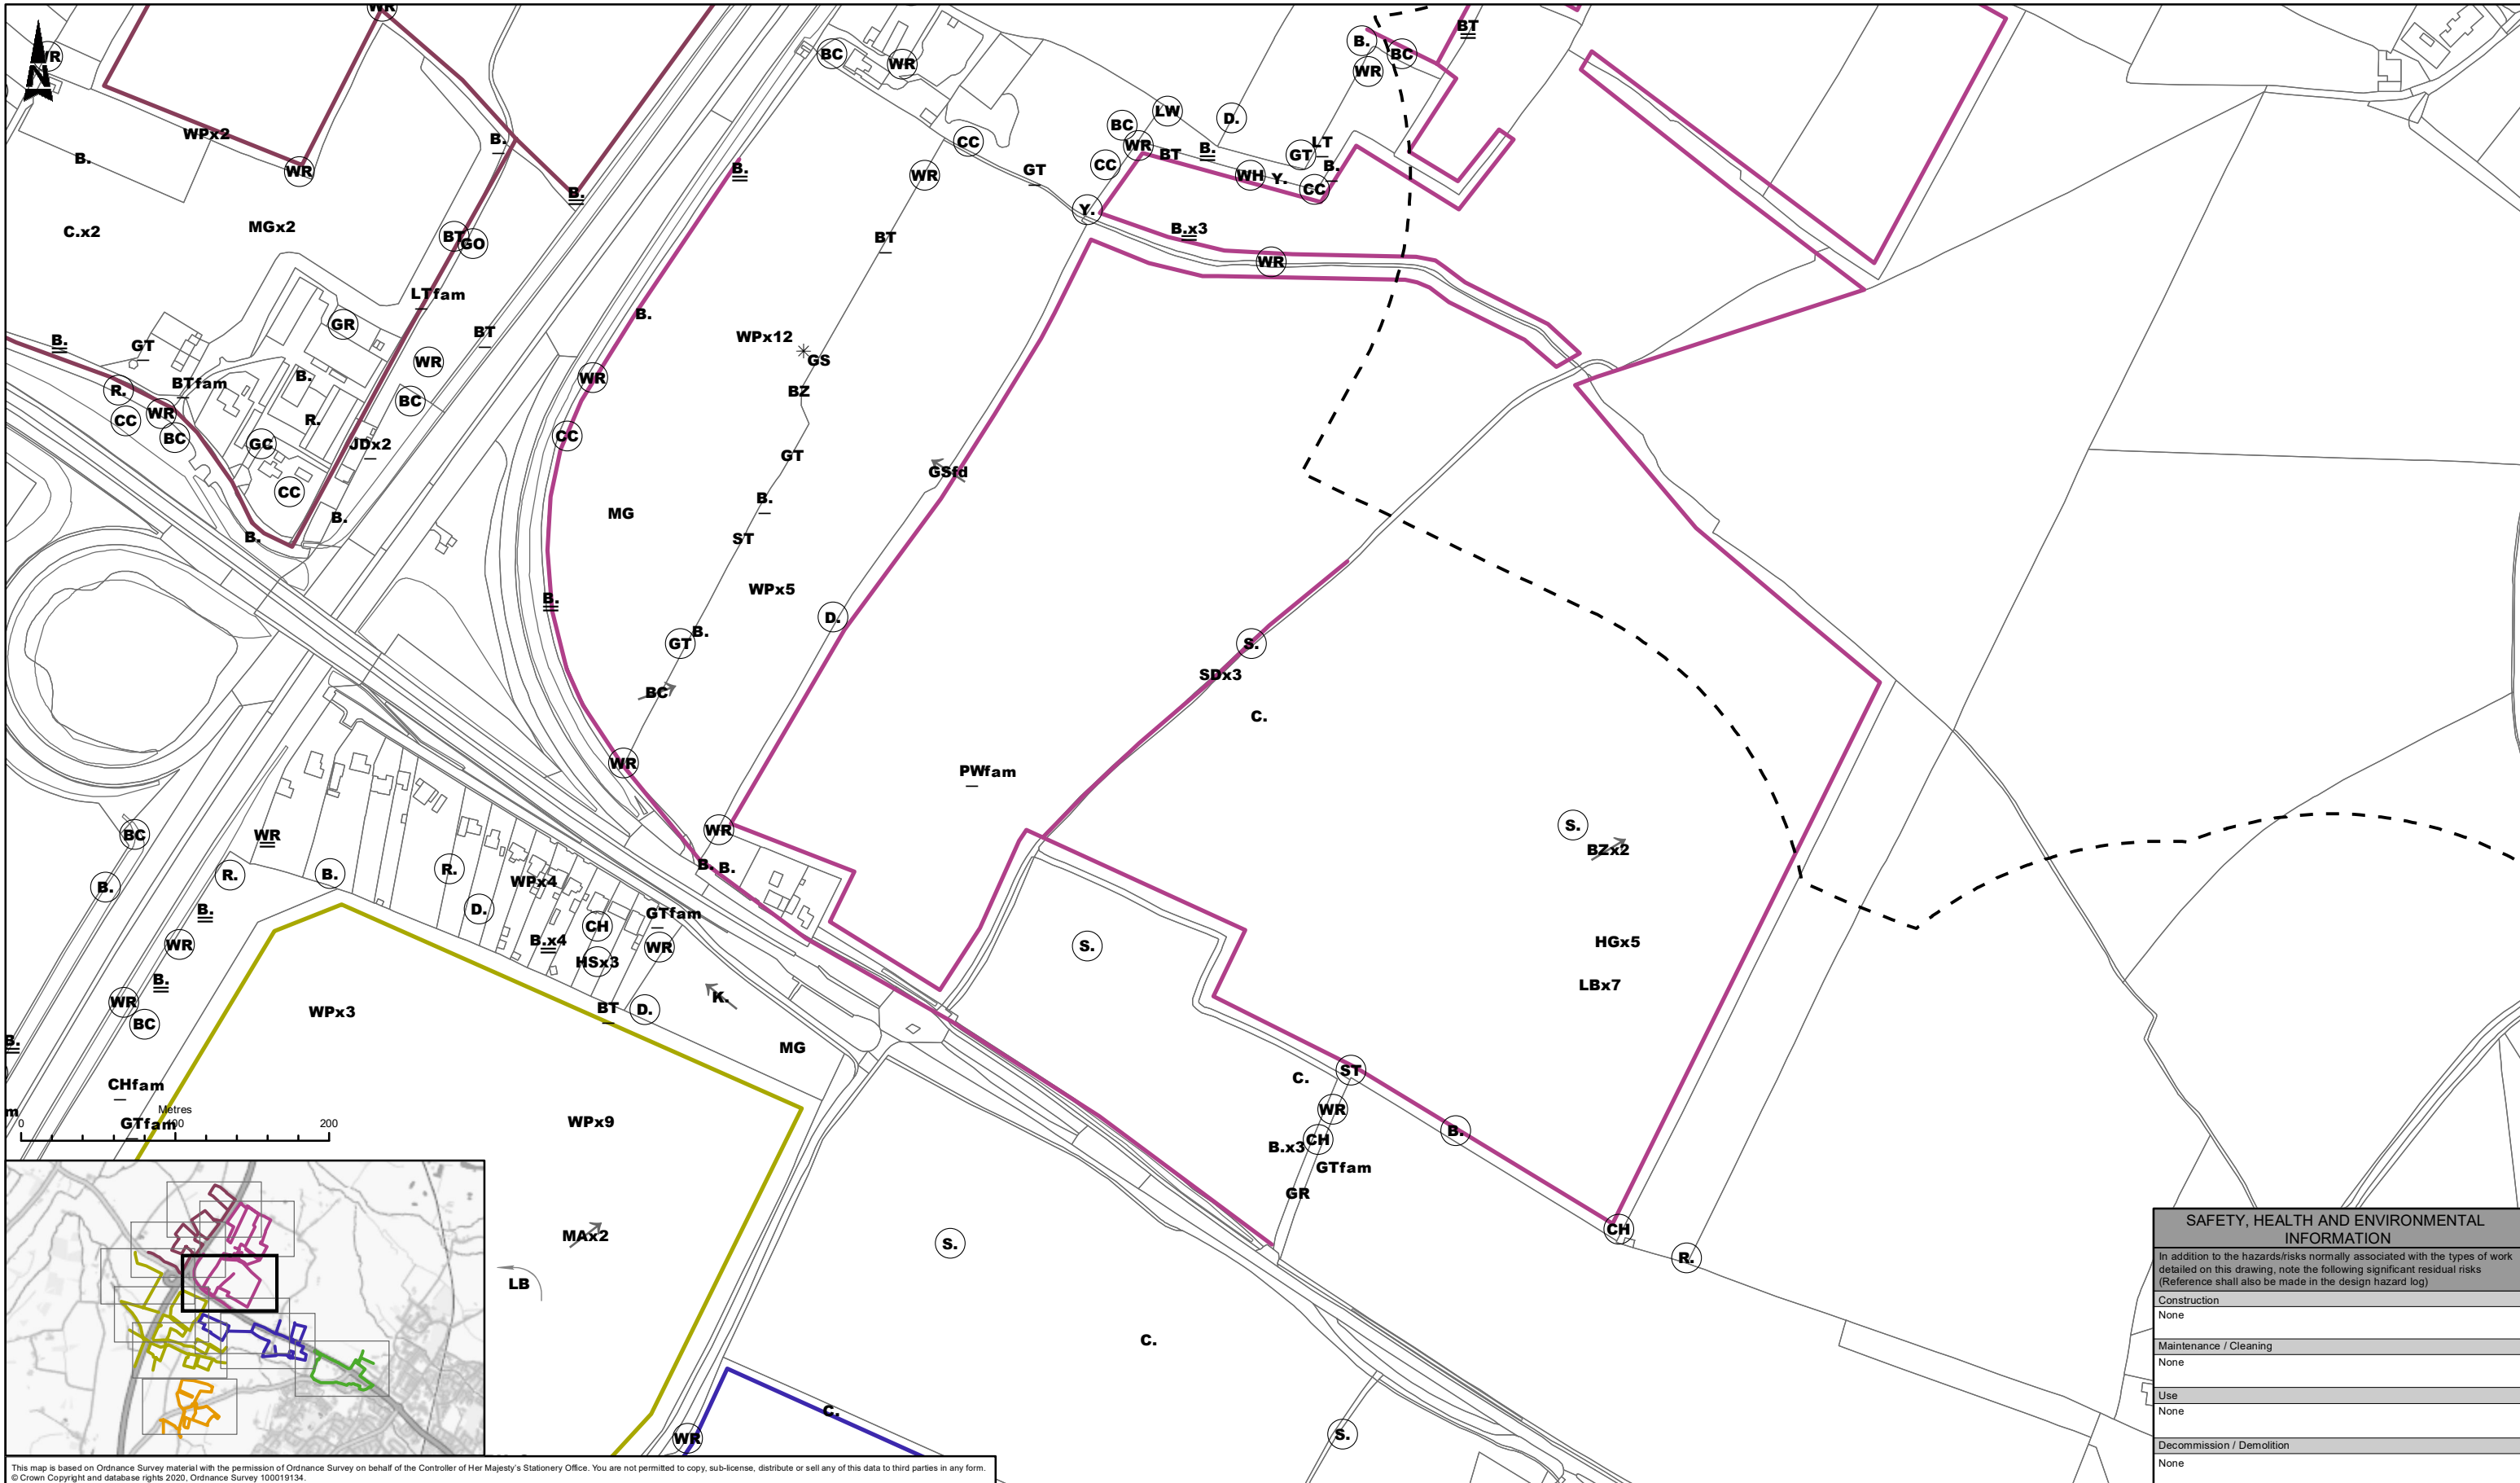 WR
WR
N
BC
WR
B.
BC
WR
BT
WPx2
B.
WR
B.
B.
C.x2
MGx2
BT
GO
B.
CC
WR
GT
BT
CC
BC
LW
WR
BT
D.
B.
GT
LT
B.
WH
Y.
CC
Y.
B.x3
WR
LTfam
GR
BT
B.
GT
BTfam
B.
WR
R.
CC
WR
BC
R.
BC
GC
JDx2
CC
B.
B.
B.
WPx12
GS
BZ
WR
CC
GT
GSfd
MG
B.
ST
WPx5
B.
D.
GT
B.
BC
WR
S.
SDx3
C.
PWfam
WR
B.
B.
BC
WR
B.
R.
B.
R.
WPx4
D.
GTfam
CH
B.x4
WR
HSx3
B.
WR
B.
WR
BC
WPx3
BT
D.
K.
MG
S.
S.
BZx2
HGx5
LBx7
B.
CHfam
m
GTfam
Metres
0
100
200
WPx9
C.
ST
WR
CH
B.x3
GTfam
B.
GR
CH
R.
MAx2
LB
S.
C.
C.
WR
S.
SAFETY, HEALTH AND ENVIRONMENTAL
INFORMATION
In addition to the hazards/risks normally associated with the types of work
detailed on this drawing, note the following significant residual risks
(Reference shall also be made in the design hazard log)
Construction
None
Maintenance / Cleaning
None
Use
None
Decommission / Demolition
None
This map is based on Ordnance Survey material with the permission of Ordnance Survey on behalf of the Controller of Her Majesty's Stationery Office. You are not permitted to copy, sub-license, distribute or sell any of this data to third parties in any form.
© Crown Copyright and database rights 2020, Ordnance Survey 100019134.